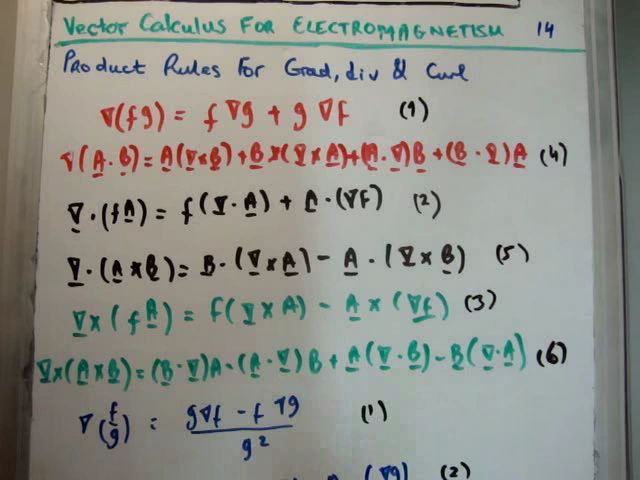 Vector Calculus FOR ELECTROMAGNETISM 14
Product Rules For Grad, div & Curl
∇(fg) = f ∇g + g ∇f (1)
∇(A · B) = A(∇×B) + B×(∇×A) + (A·∇)B + (B·∇)A (4)
∇·(fA) = f(∇·A) + A·(∇f) (2)
∇·(A×B) = B·(∇×A) − A·(∇×B) (5)
∇×(fA) = f(∇×A) − A×(∇f) (3)
∇×(A×B) = (B·∇)A - (A·∇)B + A(∇·B) − B(∇·A) (6)
∇(f/g) = g∇f − f∇g / g² (1)
(∇g) (2)